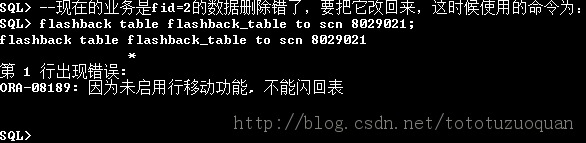 SQL> --现在的业务是fid=2的数据删除错了，要把它改回来，这时候使用的命令为：
SQL> flashback table flashback_table to scn 8029021;
flashback table flashback_table to scn 8029021
*
第 1 行出现错误:
ORA-08189: 因为未启用行移动功能, 不能闪回表
http://blog.csdn.net/tototuzuoquan
SQL>